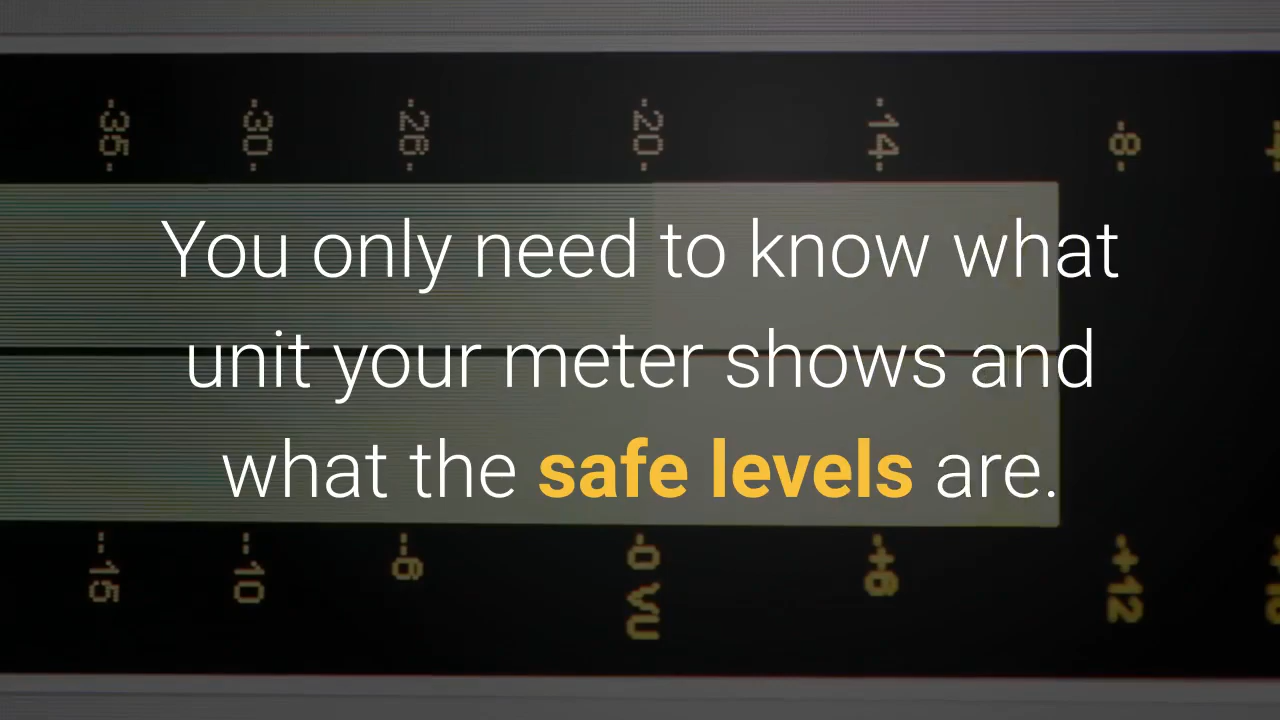 -35- -30- -26- -20- -14- -8-
You only need to know what
unit your meter shows and
what the safe levels are.
--15 --10 --6 -0 VU -+6 -+12